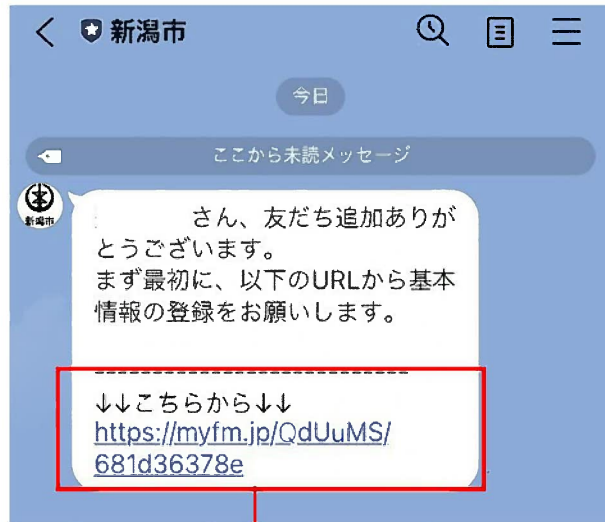 新潟市
今日
ここから未読メッセージ
新潟市
さん、友だち追加ありが
とうございます。
まず最初に、以下のURLから基本
情報の登録をお願いします。
---------------------------
↓↓こちらから↓↓
https://myfm.jp/QdUuMS/
681d36378e